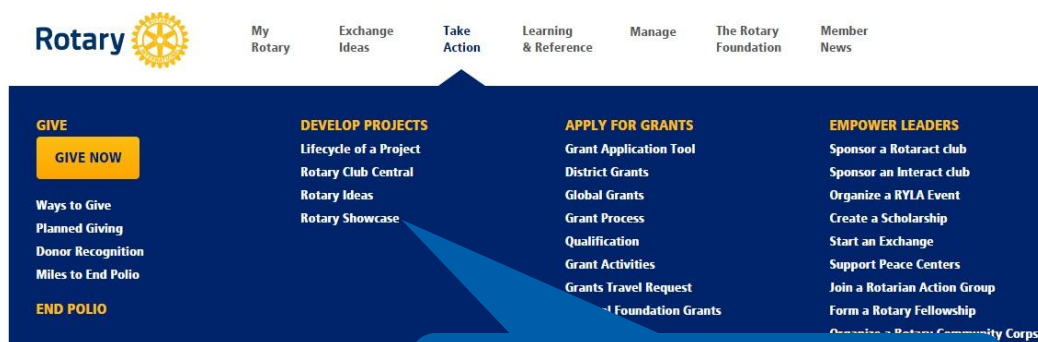 Rotary
My
Rotary
Exchange
Ideas
Take
Action
Learning
& Reference
Manage
The Rotary
Foundation
Member
News
GIVE
GIVE NOW
Ways to Give
Planned Giving
Donor Recognition
Miles to End Polio
END POLIO
DEVELOP PROJECTS
Lifecycle of a Project
Rotary Club Central
Rotary Ideas
Rotary Showcase
APPLY FOR GRANTS
Grant Application Tool
District Grants
Global Grants
Grant Process
Qualification
Grant Activities
Grants Travel Request
Foundation Grants
EMPOWER LEADERS
Sponsor a Rotaract club
Sponsor an Interact club
Organize a RYLA Event
Create a Scholarship
Start an Exchange
Support Peace Centers
Join a Rotarian Action Group
Form a Rotary Fellowship
Organize a Rotary Community Corps